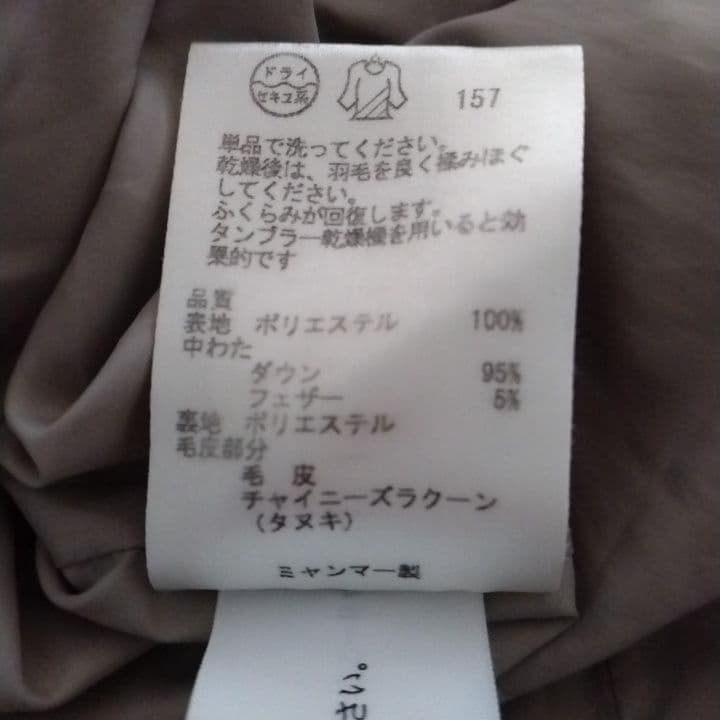 ドライ
セキユ系
157
単品で洗ってください。
乾燥後は、羽毛を良く揉みほぐ
してください。
ふくらみが回復します。
タンブラー乾燥機を用いると効
果的です
品質
表地 ポリエステル 100%
中わた
ダウン 95%
フェザー 5%
裏地 ポリエステル
毛皮部分
毛 皮
チャイニーズラクーン
(タヌキ)
ミャンマー製
さい。